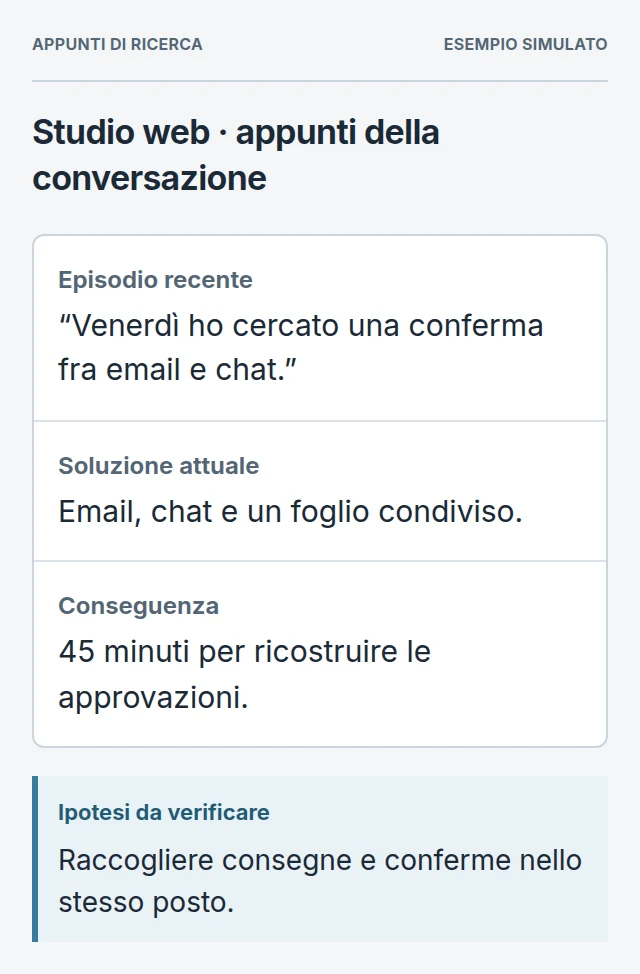 APPUNTI DI RICERCA
ESEMPIO SIMULATO
Studio web · appunti della
conversazione
Episodio recente
“Venerdì ho cercato una conferma
fra email e chat.”
Soluzione attuale
Email, chat e un foglio condiviso.
Conseguenza
45 minuti per ricostruire le
approvazioni.
Ipotesi da verificare
Raccogliere consegne e conferme nello
stesso posto.